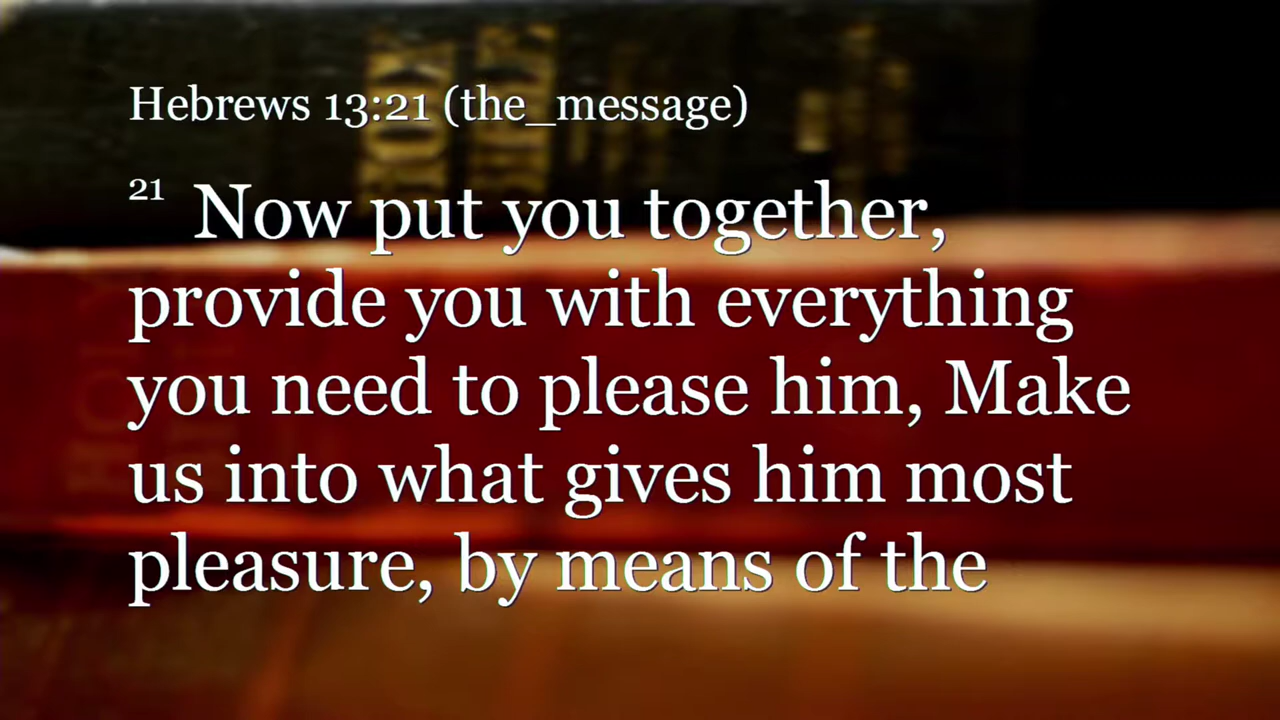 Hebrews 13:21 (the_message)
21 Now put you together,
provide you with everything
you need to please him, Make
us into what gives him most
pleasure, by means of the